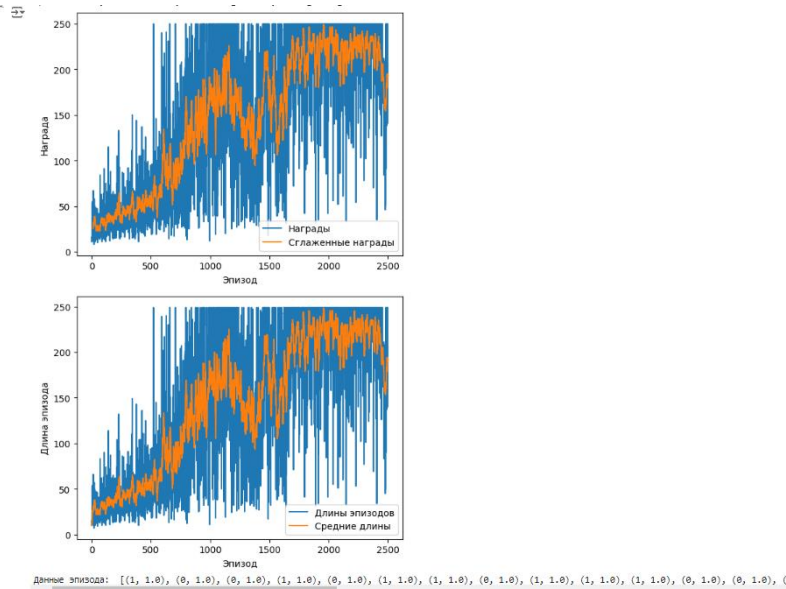 250
200
150
100
50
0
Награда
Награды
Сглаженные награды
0 500 1000 1500 2000 2500
Эпизод
250
200
150
100
50
0
Длина эпизода
Длины эпизодов
Средние длины
0 500 1000 1500 2000 2500
Эпизод
Данные эпизода: [(1, 1.0), (0, 1.0), (0, 1.0), (1, 1.0), (0, 1.0), (1, 1.0), (1, 1.0), (0, 1.0), (1, 1.0), (1, 1.0), (0, 1.0), (0, 1.0), (